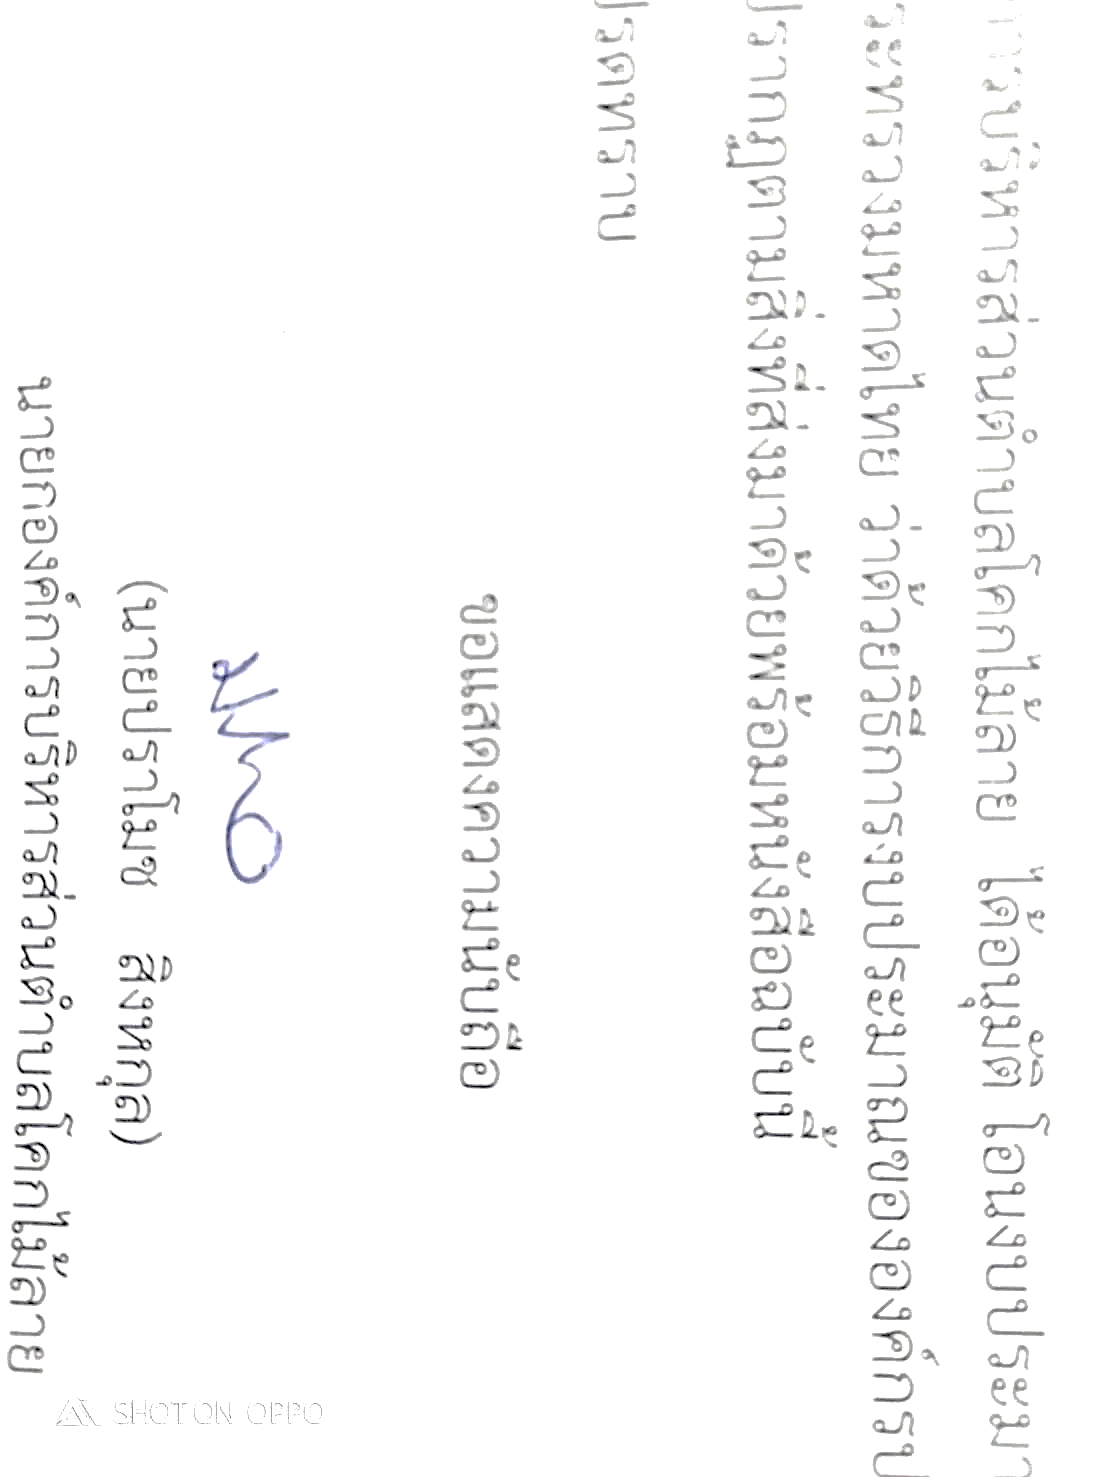 การบริหารส่วนตำบลโคกไม้ลาย ได้อนุมัติ โอนงบประมา
ระทรวงมหาดไทย ว่าด้วยวิธีการงบประมาณขององค์กรป
ปรากฏตามสิ่งที่ส่งมาด้วยพร้อมหนังสือฉบับนี้
ปรดทราบ
ขอแสดงความนับถือ
(นายปราโมช สิงหกุล)
นายกองค์การบริหารส่วนตำบลโคกไม้ลาย
SHOT ON OPPO